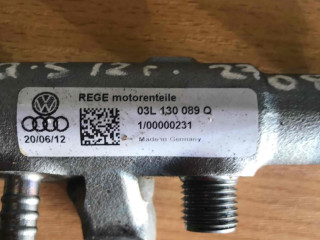 REGE motorenteile
03L 130 089 Q
1/00000231
20/06/12
Made in Germany